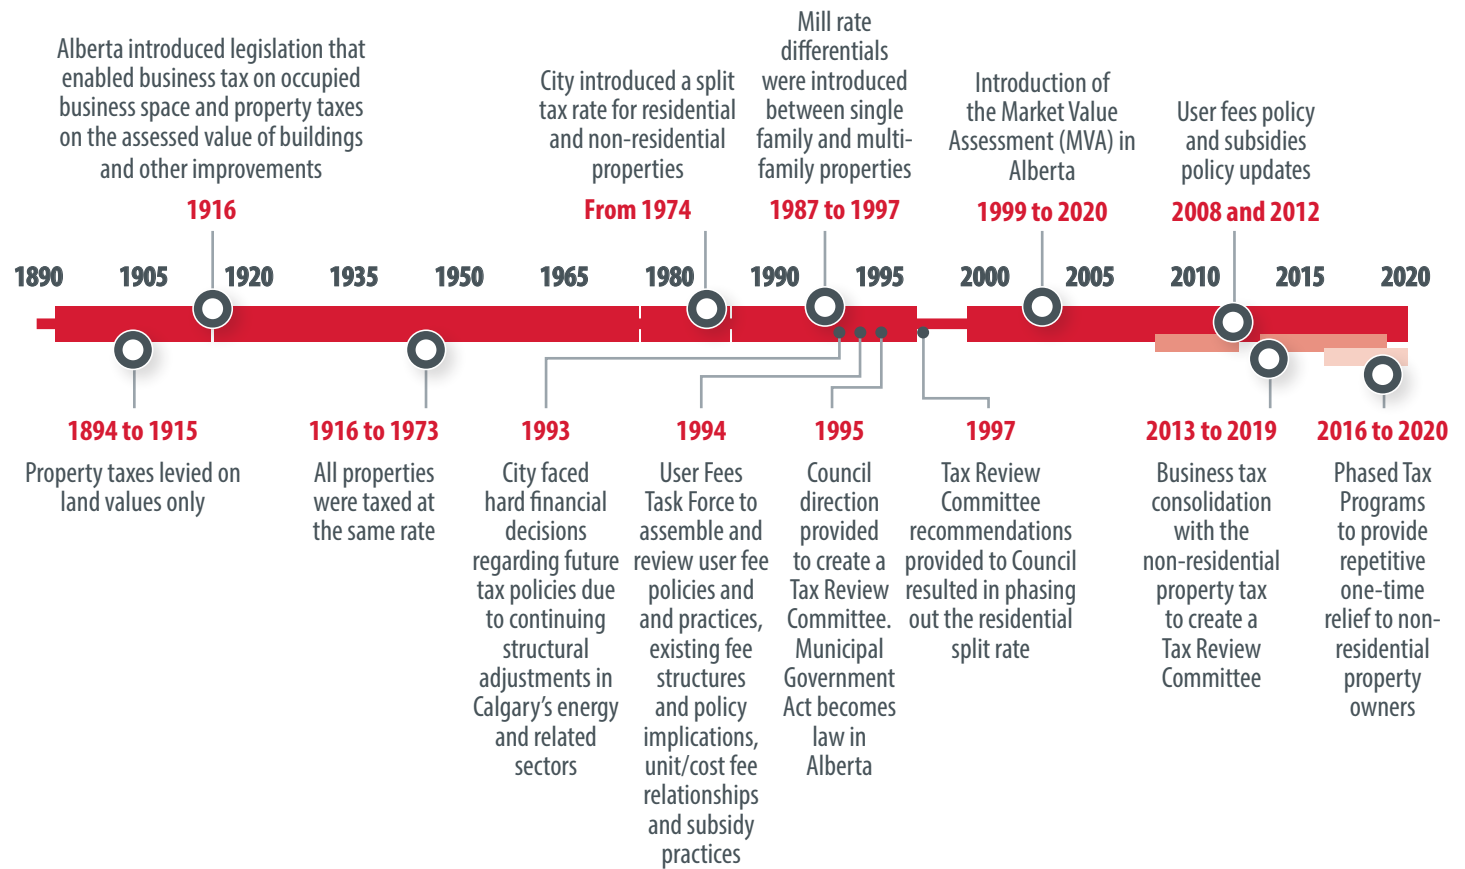 Alberta introduced legislation that
enabled business tax on occupied
business space and property taxes
on the assessed value of buildings
and other improvements
1916
City introduced a split
tax rate for residential
and non-residential
properties
From 1974
Mill rate
differentials
were introduced
between single
family and multi-
family properties
1987 to 1997
Introduction of
the Market Value
Assessment (MVA) in
Alberta
1999 to 2020
User fees policy
and subsidies
policy updates
2008 and 2012
1890 1905 1920 1935 1950 1965 1980 1990 1995 2000 2005 2010 2015 2020
1894 to 1915
Property taxes levied on
land values only
1916 to 1973
All properties
were taxed at
the same rate
1993
City faced
hard financial
decisions
regarding future
tax policies due
to continuing
structural
adjustments in
Calgary's energy
and related
sectors
1994
User Fees
Task Force to
assemble and
review user fee
policies and
and practices,
existing fee
structures
and policy
implications,
unit/cost fee
relationships
and subsidy
practices
1995
Council
direction
provided
to create a
Tax Review
Committee.
Municipal
Government
Act becomes
law in
Alberta
1997
Tax Review
Committee
recommendations
provided to Council
resulted in phasing
out the residential
split rate
2013 to 2019
Business tax
consolidation
with the
non-residential
property tax
to create a
Tax Review
Committee
2016 to 2020
Phased Tax
Programs
to provide
repetitive
one-time
relief to non-
residential
property
owners